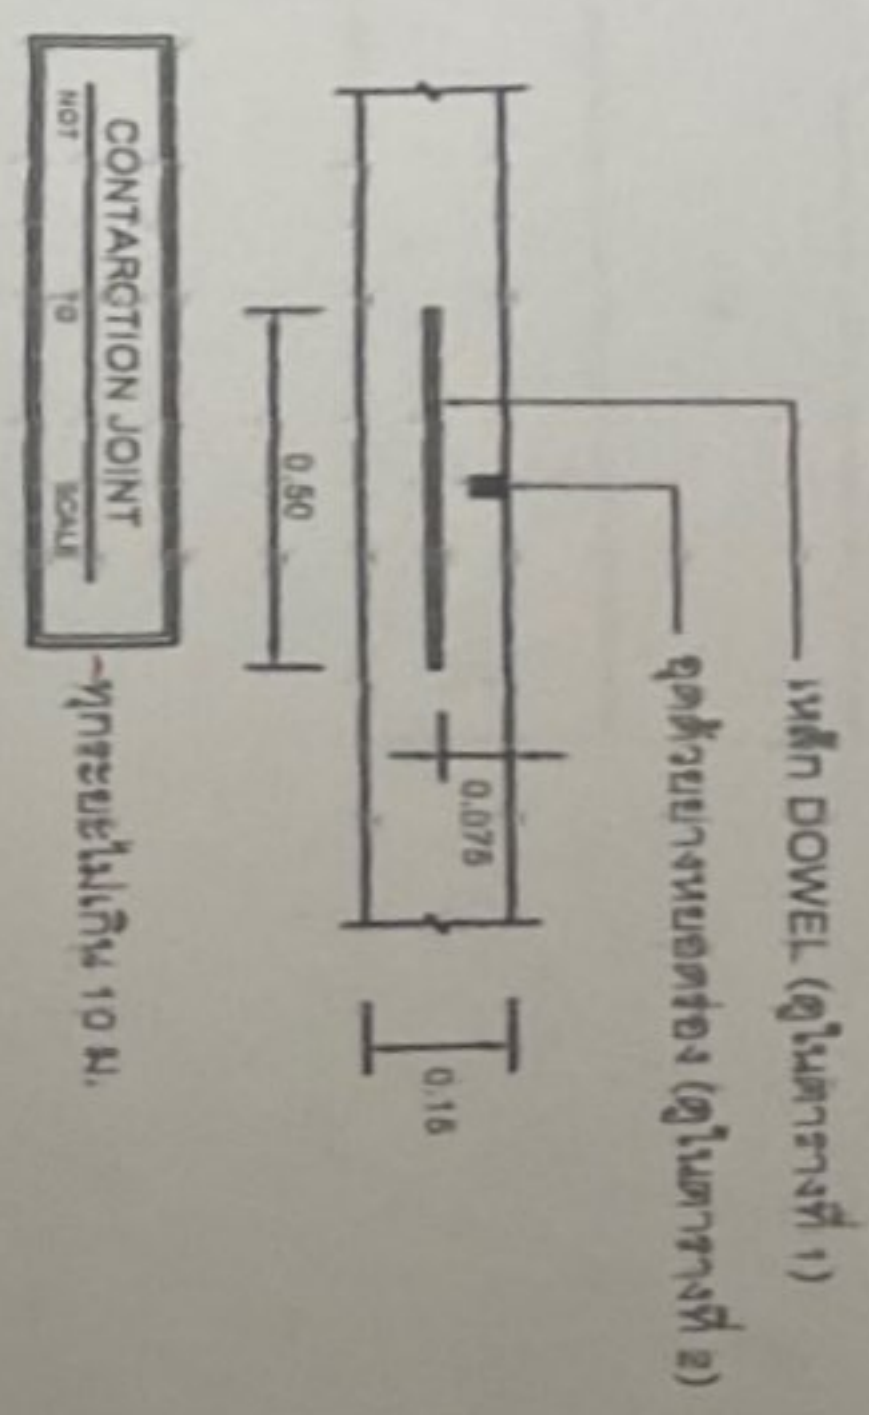 เหล็ก DOWEL (ดูในตารางที่ 1)
อุดด้วยยางหยอดร่อง (ดูในตารางที่ 2)
0.075
0.15
0.50
CONTARCTION JOINT
NOT TO SCALE
ทุกระยะไม่เกิน 10 ม.